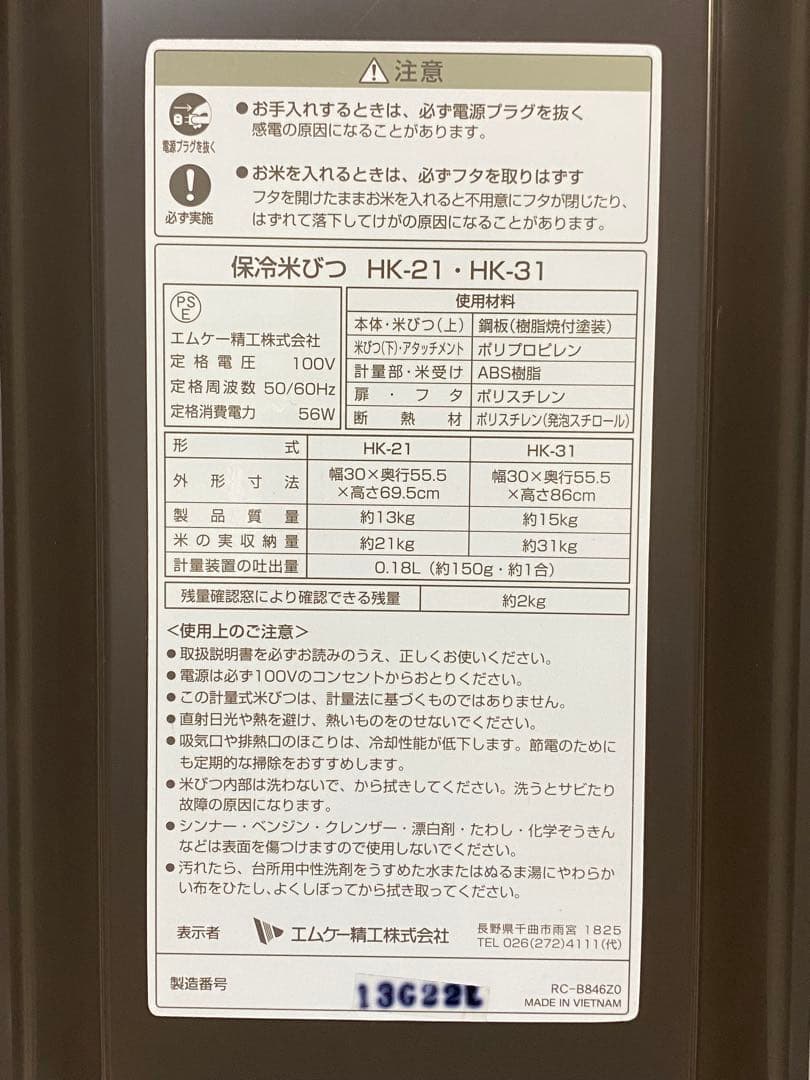 注意
電源プラグを抜く
●お手入れするときは、必ず電源プラグを抜く
感電の原因になることがあります。
必ず実施
●お米を入れるときは、必ずフタを取りはずす
フタを開けたままお米を入れると不用意にフタが閉じたり、
はずれて落下してけがの原因になることがあります。
保冷米びつ HK-21・HK-31
PS
E
エムケー精工株式会社
定格電圧 100V
定格周波数 50/60Hz
定格消費電力 56W
使用材料
本体・米びつ(上) 鋼板(樹脂焼付塗装)
米びつ(下)・アタッチメント ポリプロピレン
計量部・米受け ABS樹脂
扉・フタ ポリスチレン
断熱材 ポリスチレン(発泡スチロール)
形式 HK-21 HK-31
外形寸法 幅30×奥行55.5 幅30×奥行55.5
×高さ69.5cm ×高さ86cm
製品質量 約13kg 約15kg
米の実収納量 約21kg 約31kg
計量装置の吐出量 0.18L(約150g・約1合)
残量確認窓により確認できる残量 約2kg
<使用上のご注意>
●取扱説明書を必ずお読みのうえ、正しくお使いください。
●電源は必ず100Vのコンセントからおとりください。
●この計量式米びつは、計量法に基づくものではありません。
●直射日光や熱を避け、熱いものをのせないでください。
●吸気口や排熱口のほこりは、冷却性能が低下します。節電のために
も定期的な掃除をおすすめします。
●米びつ内部は洗わないで、から拭きしてください。洗うとサビたり
故障の原因になります。
●シンナー・ベンジン・クレンザー・漂白剤・たわし・化学ぞうきん
などは表面を傷つけますので使用しないでください。
●汚れたら、台所用中性洗剤をうすめた水またはぬるま湯にやわらか
い布をひたし、よくしぼってから拭き取ってください。
表示者 エムケー精工株式会社 長野県千曲市雨宮 1825
TEL 026(272)4111(代)
製造番号 13G22L RC-B846Z0
MADE IN VIETNAM